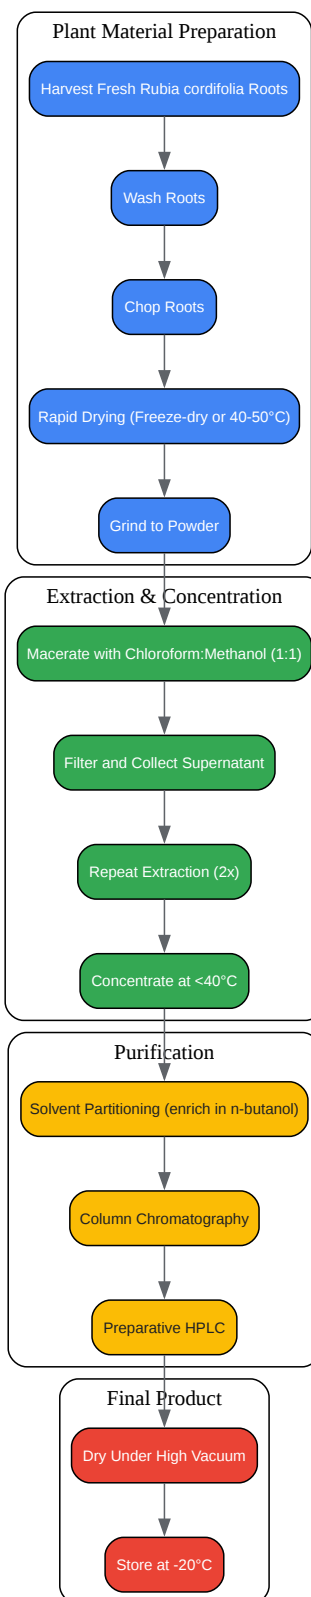 Plant Material Preparation
Harvest Fresh Rubia cordifolia Roots
Wash Roots
Chop Roots
Rapid Drying (Freeze-dry or 40-50°C)
Grind to Powder
Extraction & Concentration
Macerate with Chloroform:Methanol (1:1)
Filter and Collect Supernatant
Repeat Extraction (2x)
Concentrate at <40°C
Purification
Solvent Partitioning (enrich in n-butanol)
Column Chromatography
Preparative HPLC
Final Product
Dry Under High Vacuum
Store at -20°C